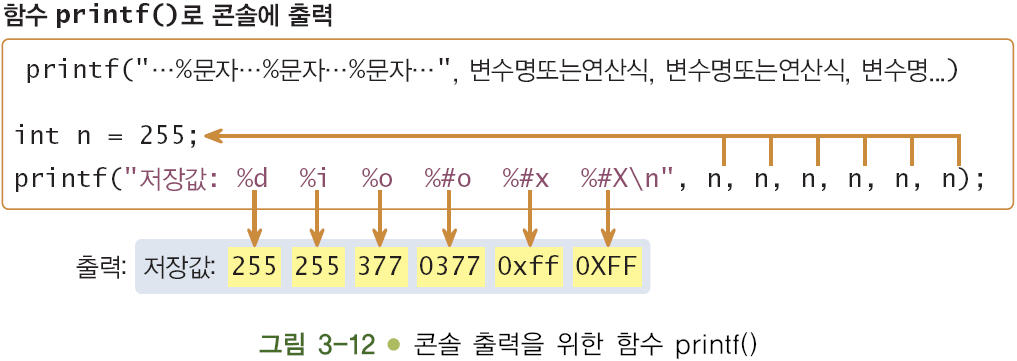 함수 printf()로 콘솔에 출력
printf("…%문자…%문자…%문자…", 변수명또는연산식, 변수명또는연산식, 변수명…)
int n = 255;
printf("저장값: %d %i %o %#o %#x %#X\n", n, n, n, n, n, n);
출력: 저장값: 255 255 377 0377 0xff 0XFF
그림 3-12 ● 콘솔 출력을 위한 함수 printf()